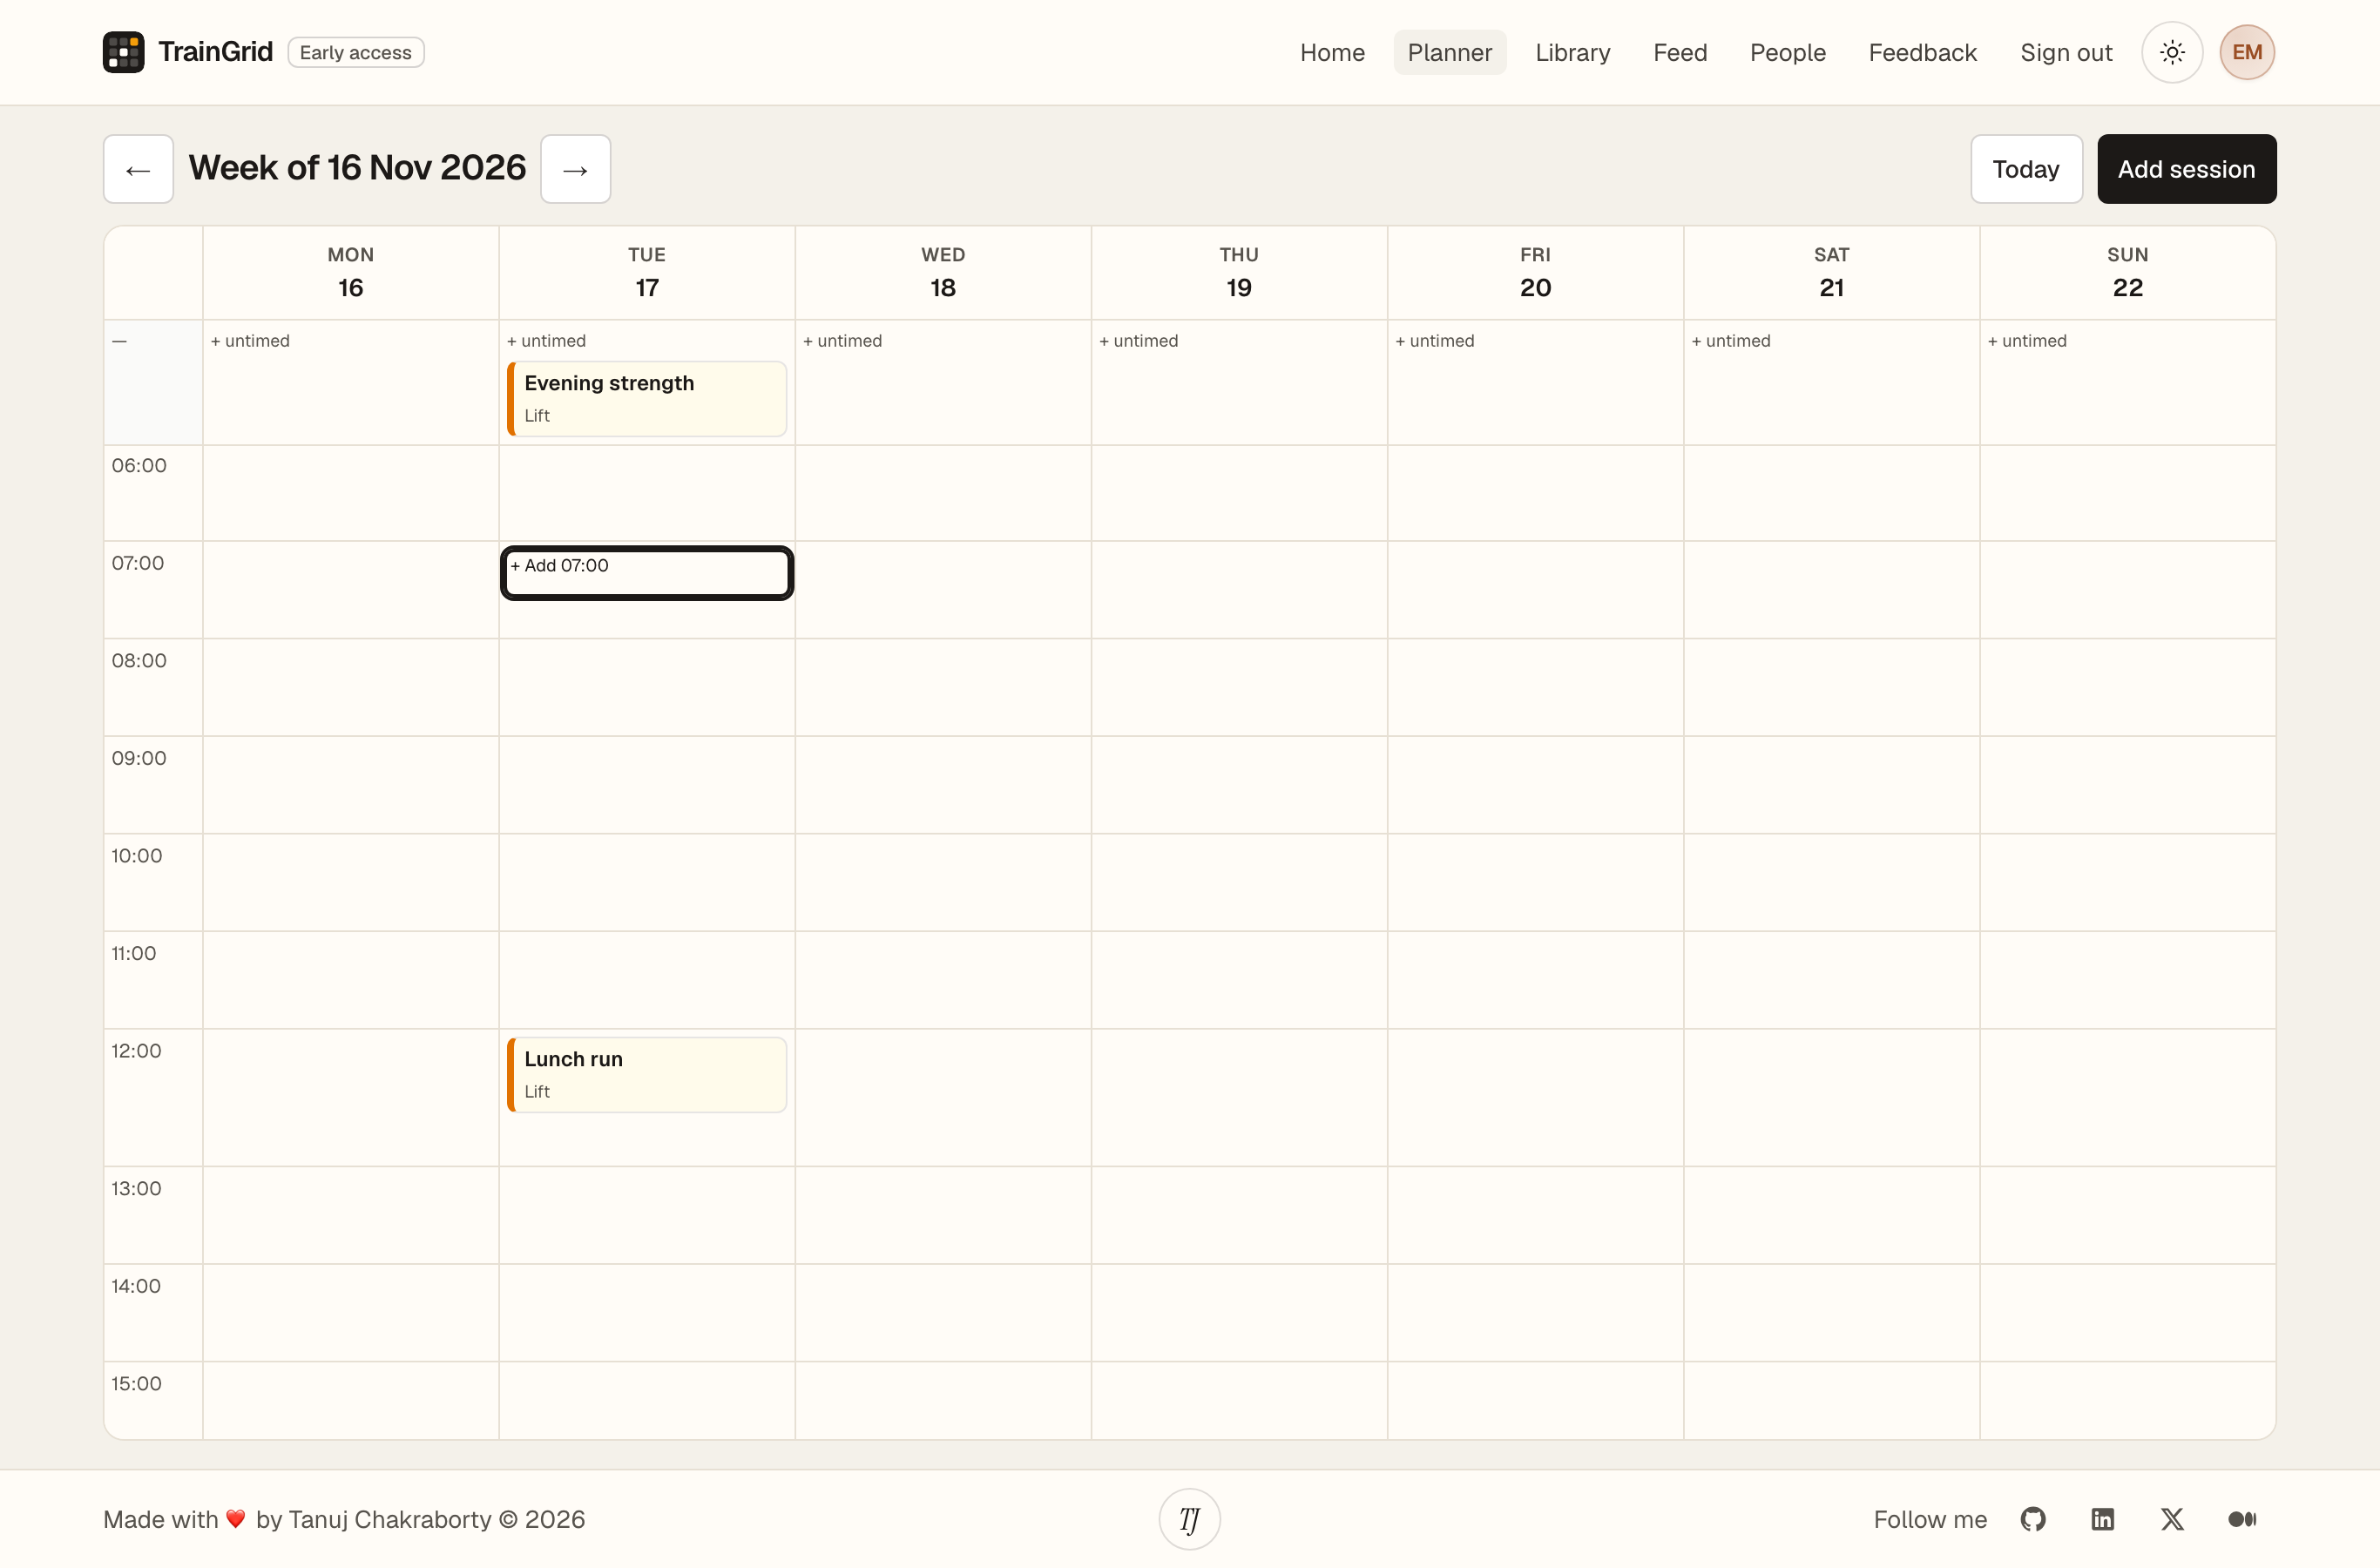 TrainGrid Early access Home Planner Library Feed People Feedback Sign out EM
← Week of 16 Nov 2026 → Today Add session
MON TUE WED THU FRI SAT SUN
16 17 18 19 20 21 22
— + untimed + untimed + untimed + untimed + untimed + untimed + untimed
Evening strength
Lift
06:00
07:00 + Add 07:00
08:00
09:00
10:00
11:00
12:00 Lunch run
Lift
13:00
14:00
15:00
Made with ❤️ by Tanuj Chakraborty © 2026 TJ Follow me